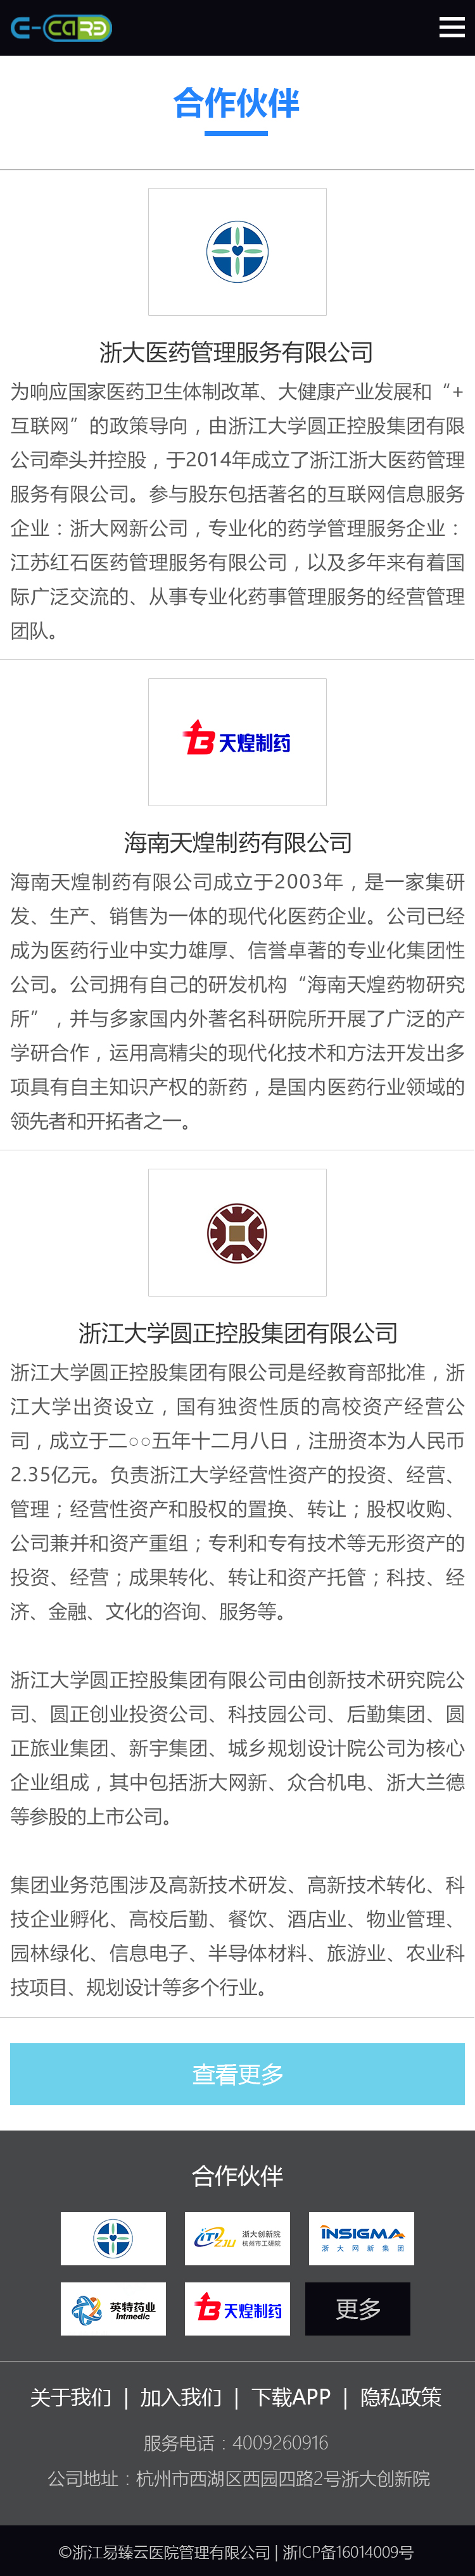 e-CARD
合作伙伴
浙大医药管理服务有限公司
为响应国家医药卫生体制改革、大健康产业发展和“+
互联网”的政策导向，由浙江大学圆正控股集团有限
公司牵头并控股，于2014年成立了浙江浙大医药管理
服务有限公司。参与股东包括著名的互联网信息服务
企业：浙大网新公司，专业化的药学管理服务企业：
江苏红石医药管理服务有限公司，以及多年来有着国
际广泛交流的、从事专业化药事管理服务的经营管理
团队。
天煌制药
海南天煌制药有限公司
海南天煌制药有限公司成立于2003年，是一家集研
发、生产、销售为一体的现代化医药企业。公司已经
成为医药行业中实力雄厚、信誉卓著的专业化集团性
公司。公司拥有自己的研发机构“海南天煌药物研究
所”，并与多家国内外著名科研院所开展了广泛的产
学研合作，运用高精尖的现代化技术和方法开发出多
项具有自主知识产权的新药，是国内医药行业领域的
领先者和开拓者之一。
浙江大学圆正控股集团有限公司
浙江大学圆正控股集团有限公司是经教育部批准，浙
江大学出资设立，国有独资性质的高校资产经营公
司，成立于二○○五年十二月八日，注册资本为人民币
2.35亿元。负责浙江大学经营性资产的投资、经营、
管理；经营性资产和股权的置换、转让；股权收购、
公司兼并和资产重组；专利和专有技术等无形资产的
投资、经营；成果转化、转让和资产托管；科技、经
济、金融、文化的咨询、服务等。
浙江大学圆正控股集团有限公司由创新技术研究院公
司、圆正创业投资公司、科技园公司、后勤集团、圆
正旅业集团、新宇集团、城乡规划设计院公司为核心
企业组成，其中包括浙大网新、众合机电、浙大兰德
等参股的上市公司。
集团业务范围涉及高新技术研发、高新技术转化、科
技企业孵化、高校后勤、餐饮、酒店业、物业管理、
园林绿化、信息电子、半导体材料、旅游业、农业科
技项目、规划设计等多个行业。
查看更多
合作伙伴
iTi ZJU 浙大创新院
杭州市工研院
INSIGMA
浙大网新集团
英特药业
Intmedic
天煌制药
更多
关于我们 | 加入我们 | 下载APP | 隐私政策
服务电话：4009260916
公司地址：杭州市西湖区西园四路2号浙大创新院
©浙江易臻云医院管理有限公司 | 浙ICP备16014009号